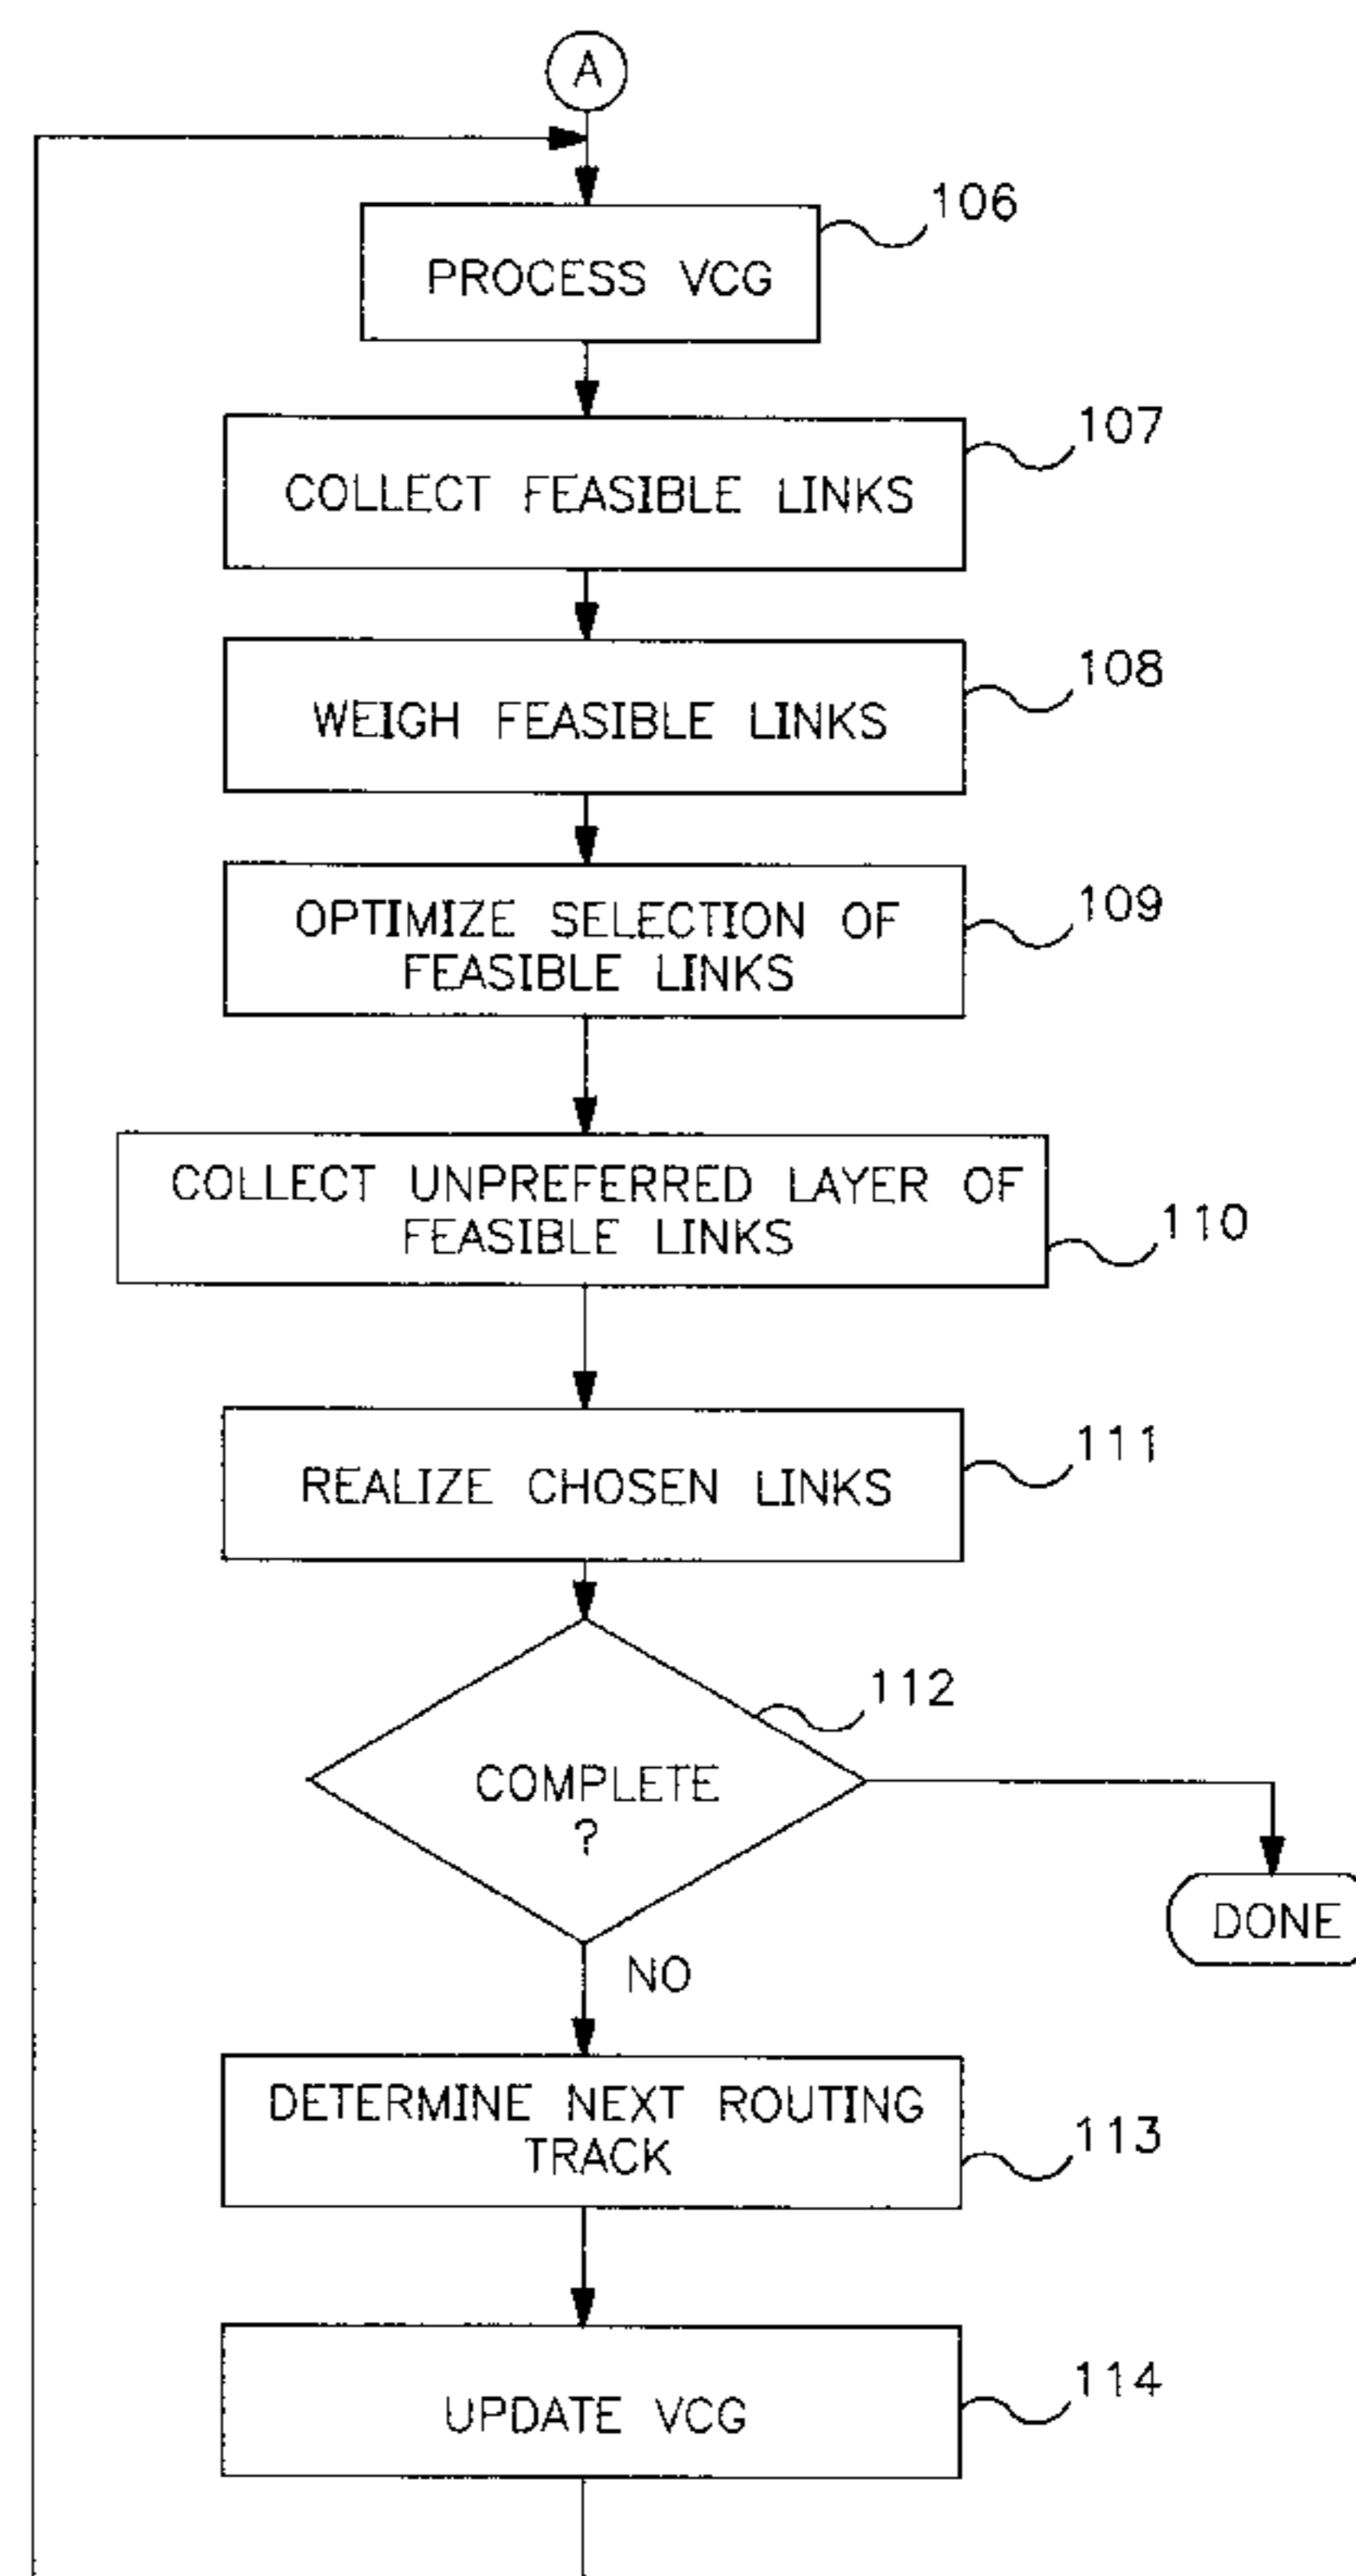 A
106
PROCESS VCG
107
COLLECT FEASIBLE LINKS
108
WEIGH FEASIBLE LINKS
109
OPTIMIZE SELECTION OF
FEASIBLE LINKS
COLLECT UNPREFERRED LAYER OF
FEASIBLE LINKS
110
111
REALIZE CHOSEN LINKS
112
COMPLETE
?
DONE
NO
DETERMINE NEXT ROUTING
TRACK
113
114
UPDATE VCG